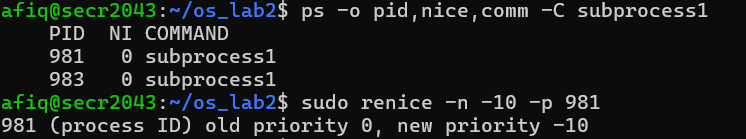 afiq@secr2043:~/os_lab2$ ps -o pid,nice,comm -C subprocess1
    PID  NI COMMAND
    981   0 subprocess1
    983   0 subprocess1
afiq@secr2043:~/os_lab2$ sudo renice -n -10 -p 981
981 (process ID) old priority 0, new priority -10